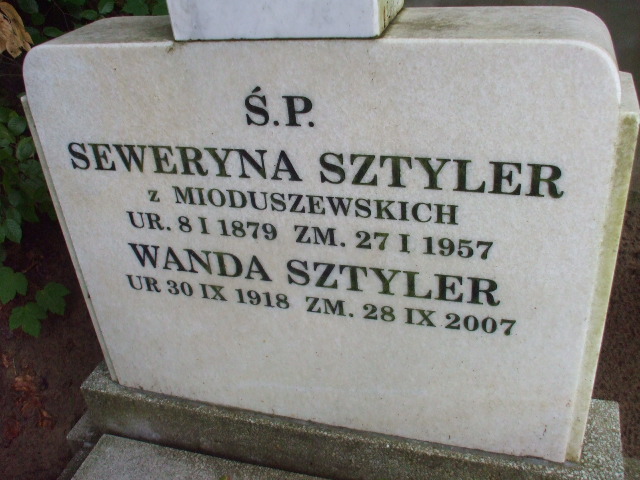 Ś.P.
SEWERYNA SZTYLER
z MIODUSZEWSKICH
UR. 8 I 1879 ZM. 27 I 1957
WANDA SZTYLER
UR 30 IX 1918 ZM. 28 IX 2007